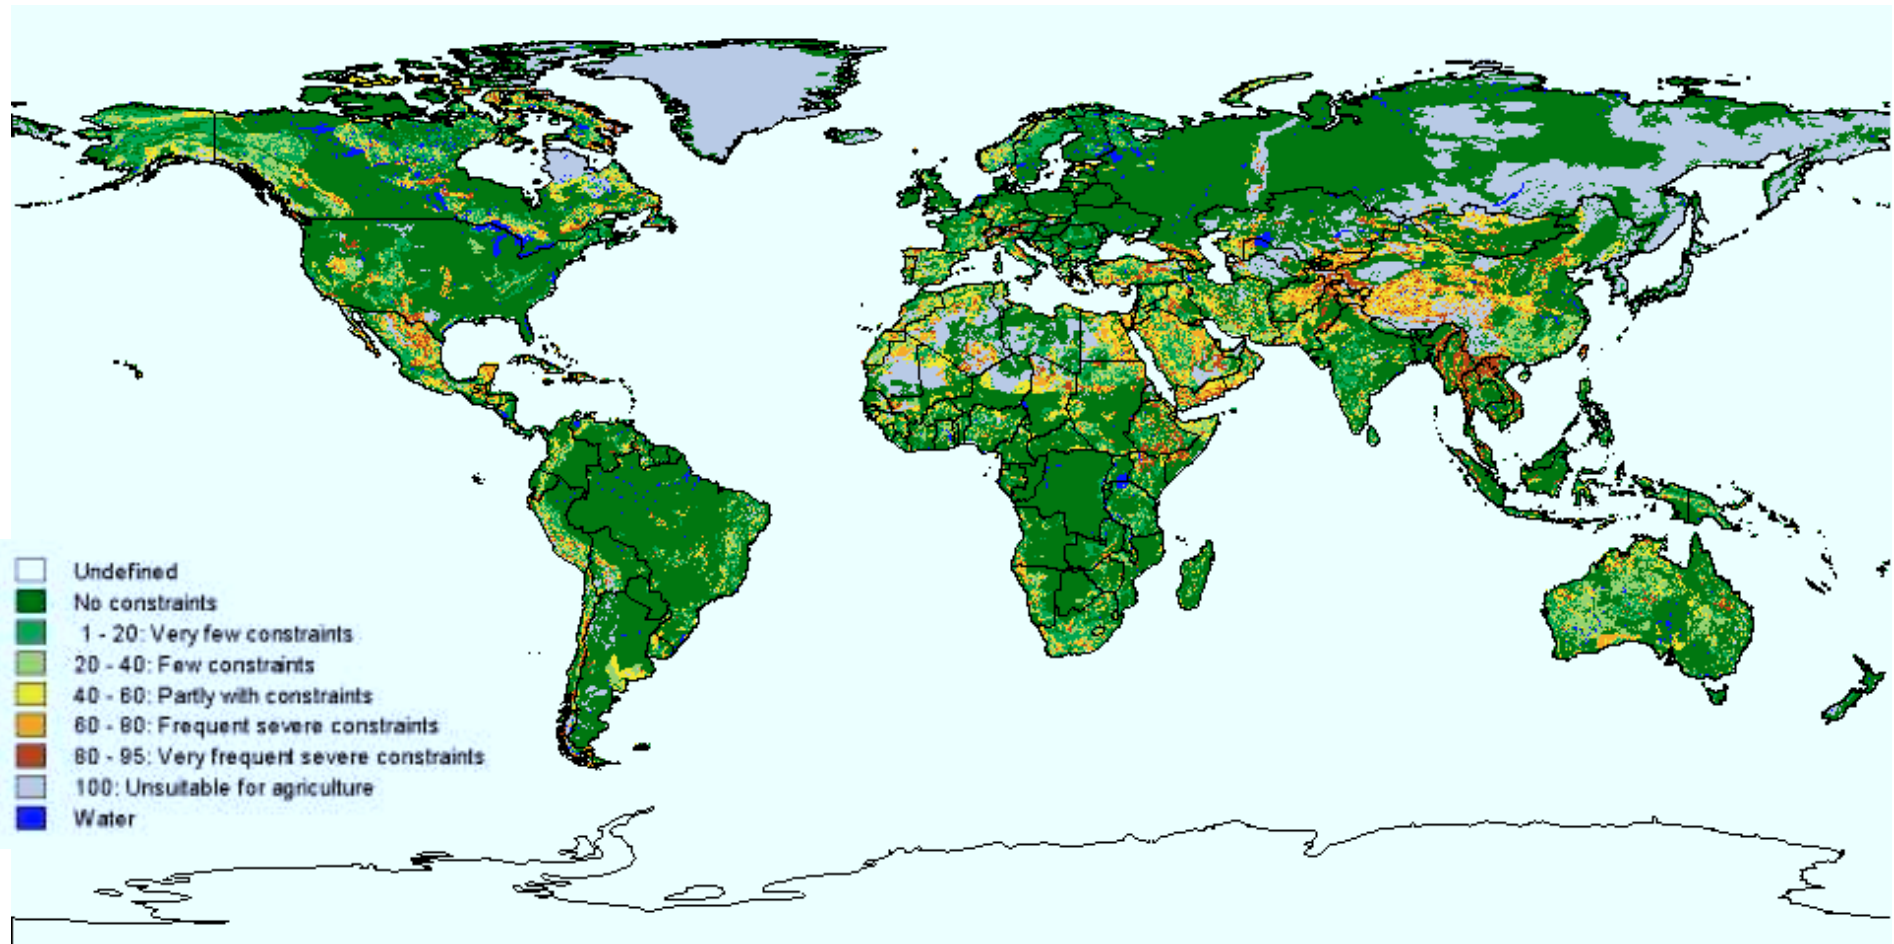 Undefined
No constraints
1 - 20: Very few constraints
20 - 40: Few constraints
40 - 60: Partly with constraints
60 - 80: Frequent severe constraints
80 - 95: Very frequent severe constraints
100: Unsuitable for agriculture
Water